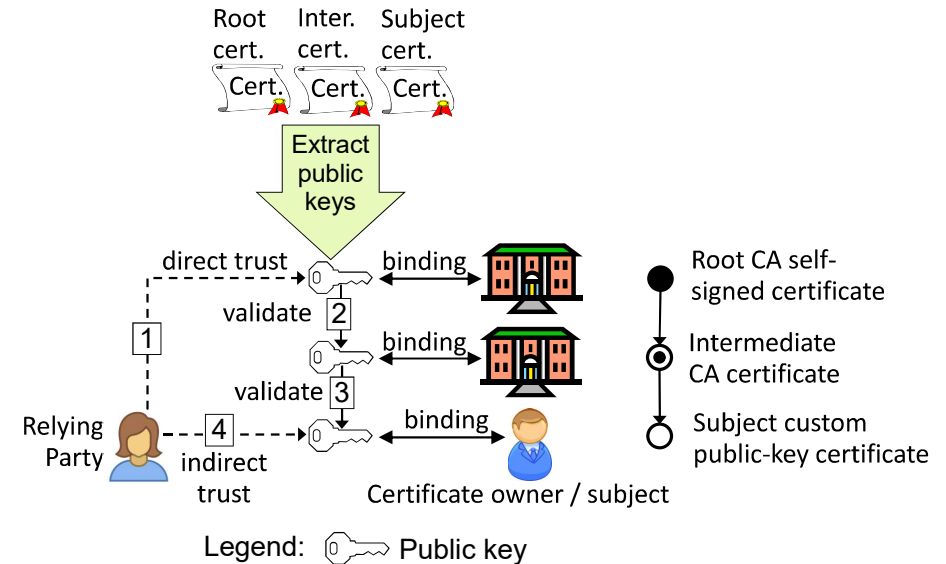 Root
cert.
Inter.
cert.
Subject
cert.
Cert.
Cert.
Cert.
Extract
public
keys
direct trust
binding
validate
2
1
binding
validate
3
Relying
Party
4
indirect
trust
binding
Certificate owner / subject
Root CA self-
signed certificate
Intermediate
CA certificate
Subject custom
public-key certificate
Legend:
Public key